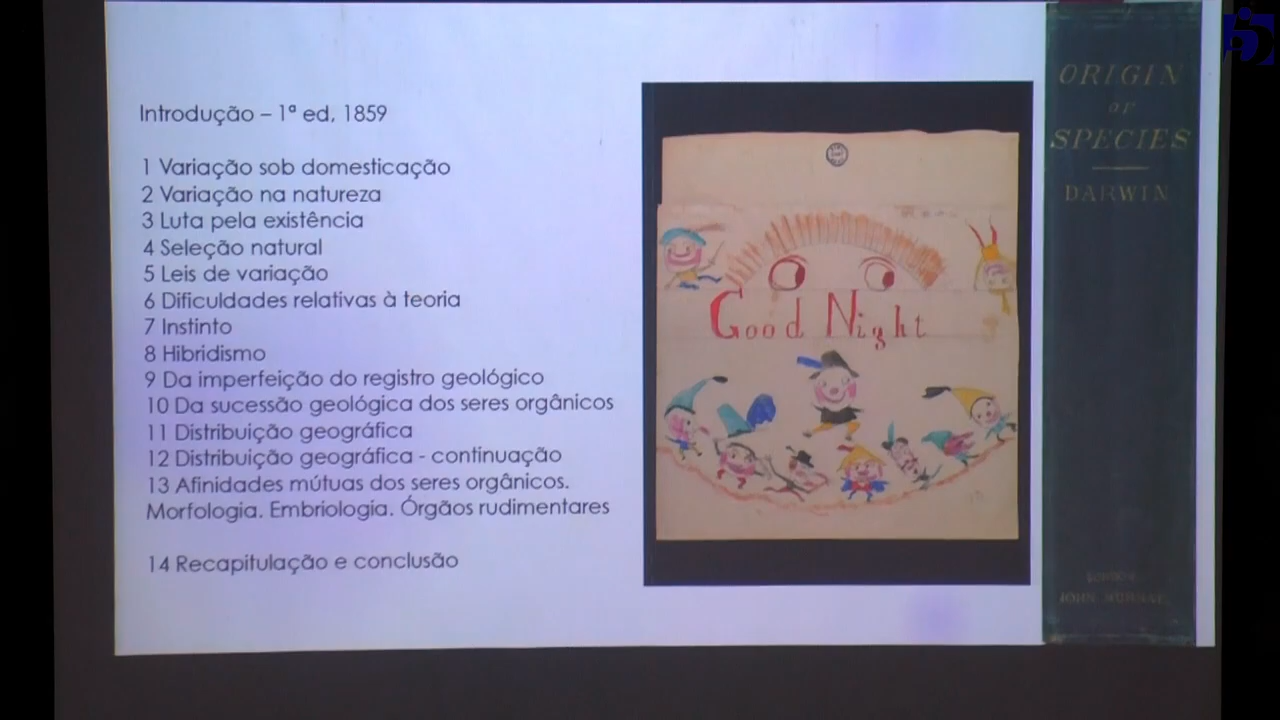 Introdução – 1ª ed, 1859
1 Variação sob domesticação
2 Variação na natureza
3 Luta pela existência
4 Seleção natural
5 Leis de variação
6 Dificuldades relativas à teoria
7 Instinto
8 Hibridismo
9 Da imperfeição do registro geológico
10 Da sucessão geológica dos seres orgânicos
11 Distribuição geográfica
12 Distribuição geográfica - continuação
13 Afinidades mútuas dos seres orgânicos.
Morfologia. Embriologia. Órgãos rudimentares
14 Recapitulação e conclusão
Good Night
ORIGIN
OF
SPECIES
DARWIN
LONDON
JOHN MURRAY